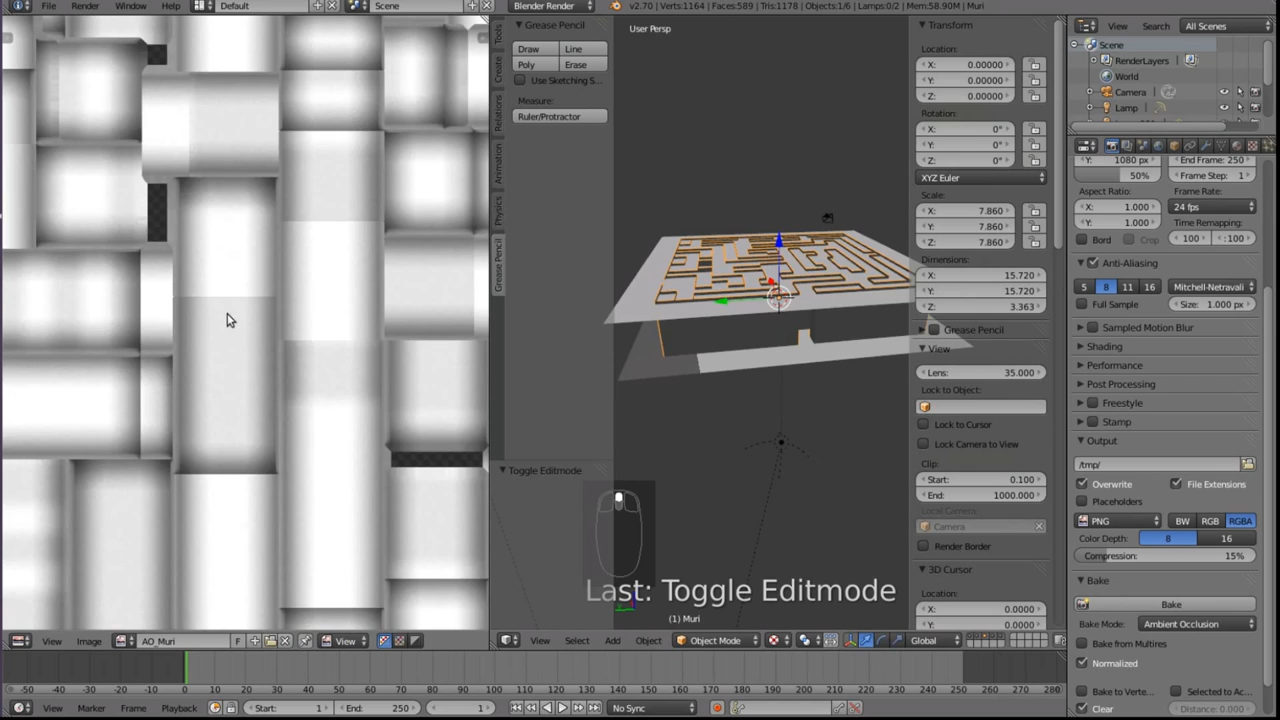 File Render Window Help Default Scene Blender Render v2.70 | Verts:1164 | Faces:589 | Tris:1178 | Objects:1/6 | Lamps:0/2 | Mem:58.90M | Muri
View Search All Scenes
Scene
RenderLayers
World
Camera
Lamp
Tools
Create
Relations
Animation
Physics
Grease Pencil
Grease Pencil
Draw Line
Poly Erase
Use Sketching S...
Measure:
Ruler/Protractor
Toggle Editmode
User Persp
Last: Toggle Editmode
(1) Muri
Transform
Location:
X: 0.00000
Y: 0.00000
Z: 0.00000
Rotation:
X: 0°
Y: 0°
Z: 0°
XYZ Euler
Scale:
X: 7.860
Y: 7.860
Z: 7.860
Dimensions:
X: 15.720
Y: 15.720
Z: 3.363
Grease Pencil
View
Lens: 35.000
Lock to Object:
Lock to Cursor
Lock Camera to View
Clip:
Start: 0.100
End: 1000.000
Local Camera:
Camera
Render Border
3D Cursor
Location:
X: 0.0000
Y: 0.0000
Y: 1080 px End Frame: 250
50% Frame Step: 1
Aspect Ratio: Frame Rate:
X: 1.000 24 fps
Y: 1.000 Time Remapping:
Bord Crop 100 :100
Anti-Aliasing
5 8 11 16 Mitchell-Netravali
Full Sample Size: 1.000 px
Sampled Motion Blur
Shading
Performance
Post Processing
Freestyle
Stamp
Output
/tmp/
Overwrite File Extensions
Placeholders
PNG BW RGB RGBA
Color Depth: 8 16
Compression: 15%
Bake
Bake
Bake Mode: Ambient Occlusion
Bake from Multires
Normalized
Bake to Verte... Selected to Ac...
Clear Distance: 0.000
View Image AO_Muri F View
View Select Add Object Object Mode Global
-50 -40 -30 -20 -10 0 10 20 30 40 50 60 70 80 90 100 110 120 130 140 150 160 170 180 190 200 210 220 230 240 250 260 270 280
View Marker Frame Playback Start: 1 End: 250 1 No Sync